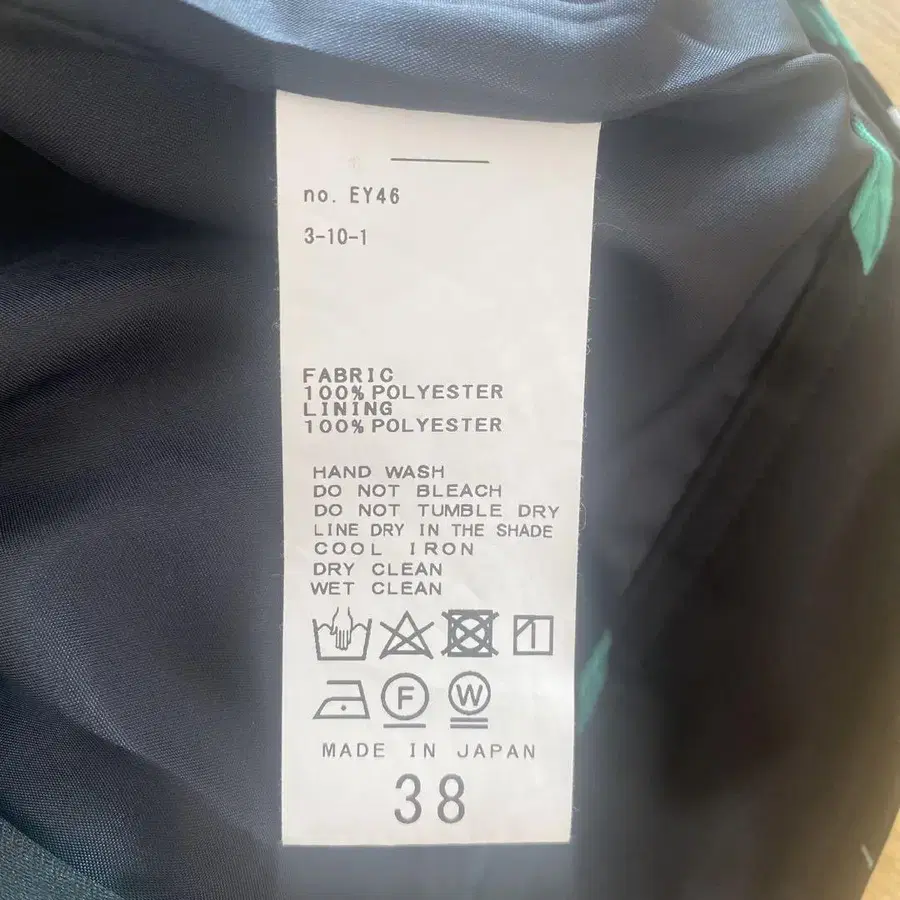 no. EY46
3-10-1
FABRIC
100% POLYESTER
LINING
100% POLYESTER
HAND WASH
DO NOT BLEACH
DO NOT TUMBLE DRY
LINE DRY IN THE SHADE
COOL IRON
DRY CLEAN
WET CLEAN
F W
MADE IN JAPAN
38